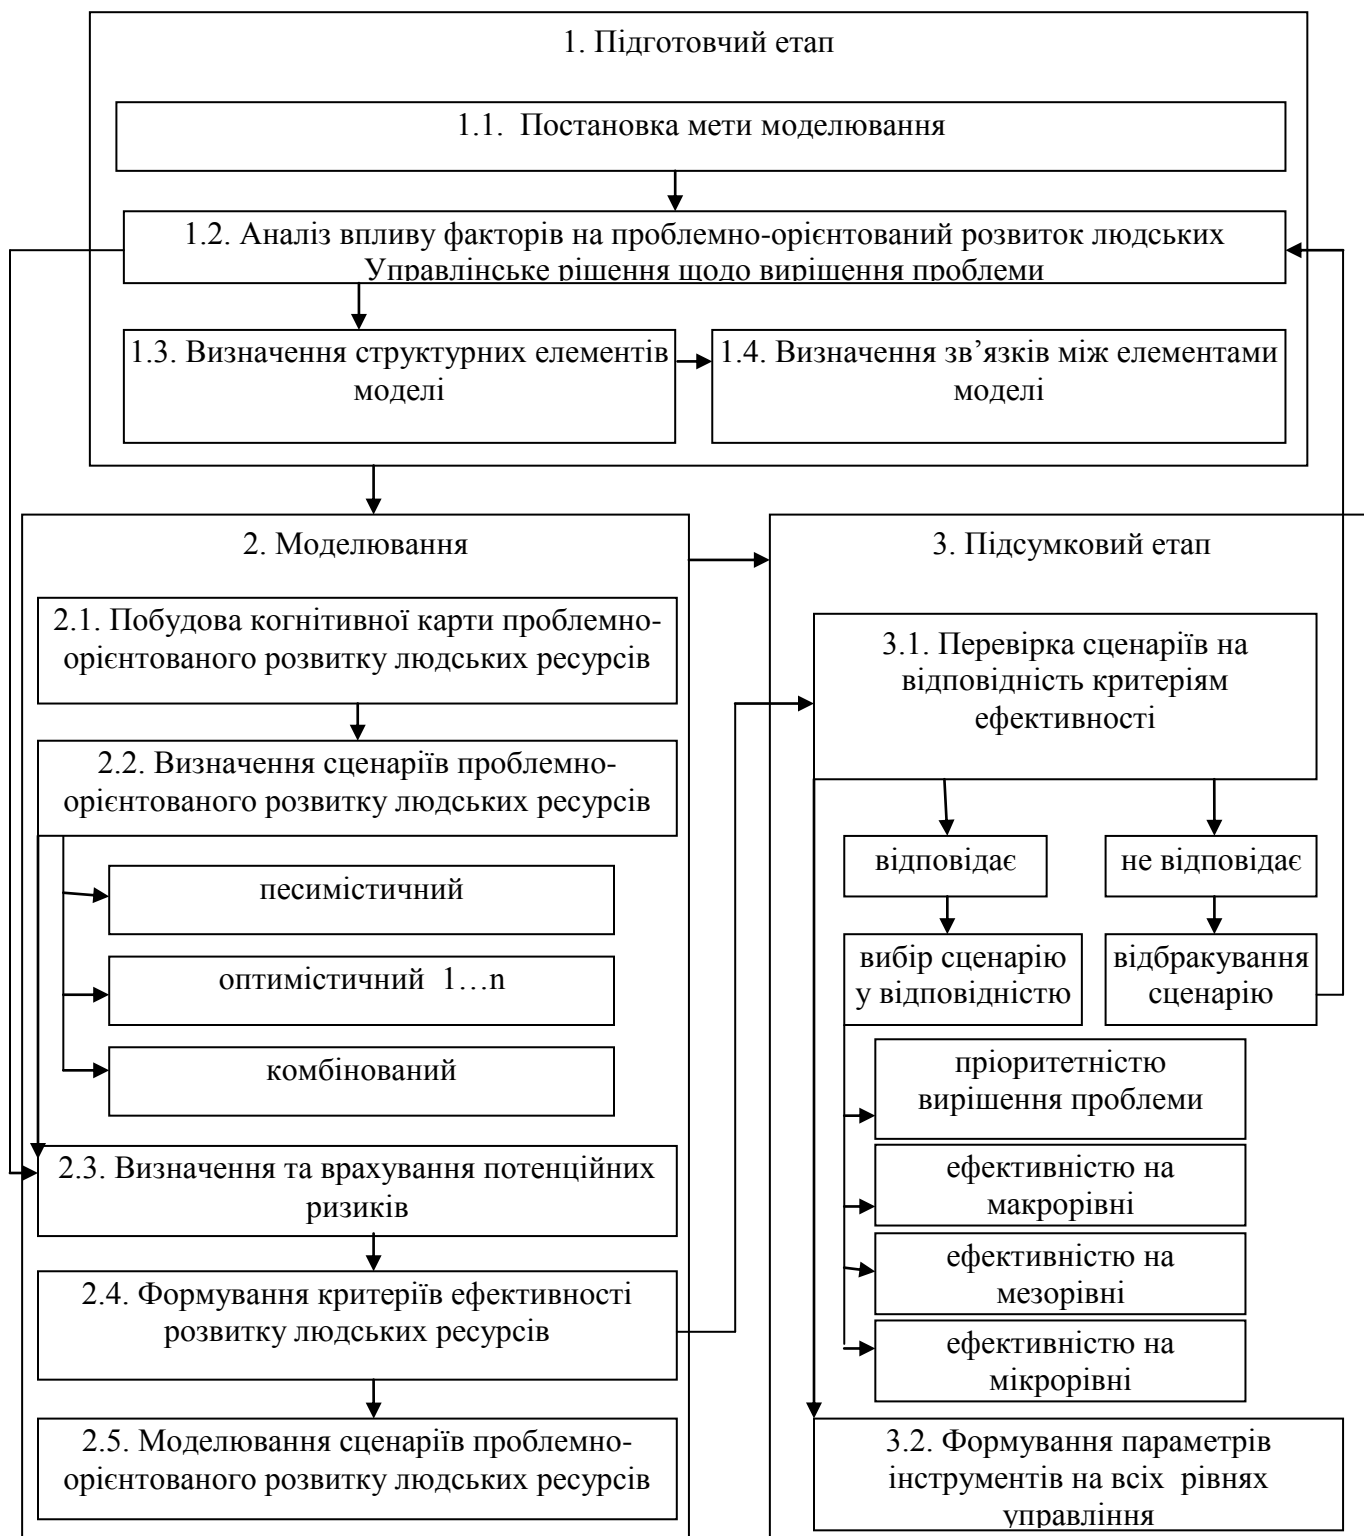 1. Підготовчий етап
1.1. Постановка мети моделювання
1.2. Аналіз впливу факторів на проблемно-орієнтований розвиток людських
Управлінське рішення щодо вирішення проблеми
1.3. Визначення структурних елементів
моделі
1.4. Визначення зв’язків між елементами
моделі
2. Моделювання
2.1. Побудова когнітивної карти проблемно-
орієнтованого розвитку людських ресурсів
2.2. Визначення сценаріїв проблемно-
орієнтованого розвитку людських ресурсів
песимістичний
оптимістичний 1…n
комбінований
2.3. Визначення та врахування потенційних
ризиків
2.4. Формування критеріїв ефективності
розвитку людських ресурсів
2.5. Моделювання сценаріїв проблемно-
орієнтованого розвитку людських ресурсів
3. Підсумковий етап
3.1. Перевірка сценаріїв на
відповідність критеріям
ефективності
відповідає
не відповідає
вибір сценарію
у відповідністю
відбракування
сценарію
пріоритетністю
вирішення проблеми
ефективністю на
макрорівні
ефективністю на
мезорівні
ефективністю на
мікрорівні
3.2. Формування параметрів
інструментів на всіх рівнях
управління